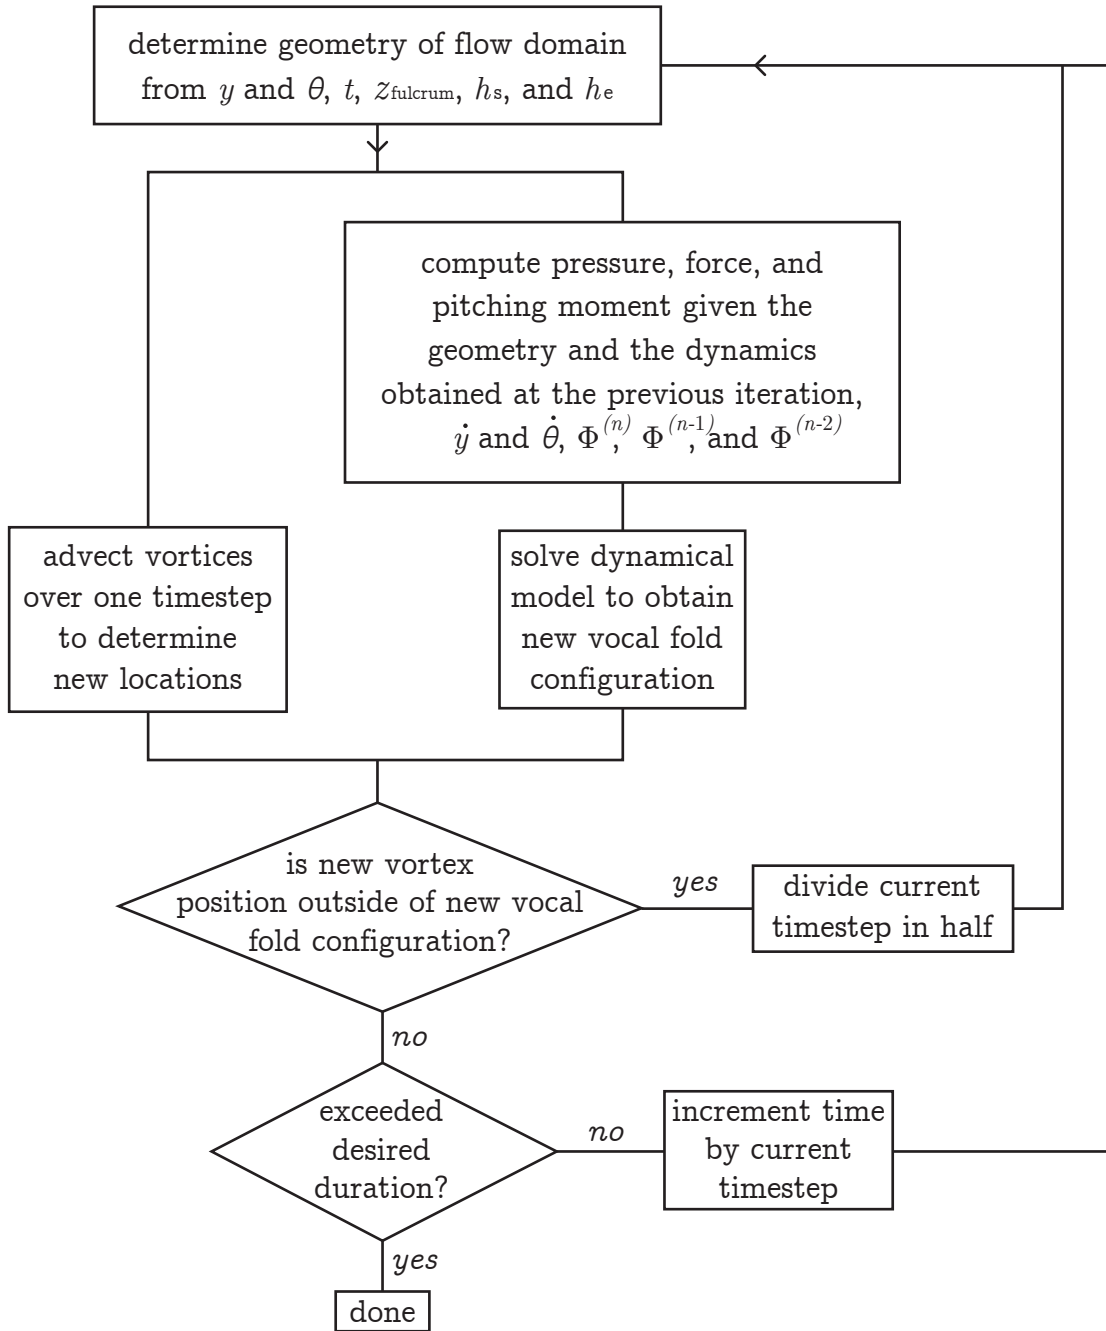 determine geometry of flow domain
from y and θ, t, z_fulcrum, h_s, and h_e
compute pressure, force, and
pitching moment given the
geometry and the dynamics
obtained at the previous iteration,
ẏ and θ̇, Φ^(n), Φ^(n-1), and Φ^(n-2)
advect vortices
over one timestep
to determine
new locations
solve dynamical
model to obtain
new vocal fold
configuration
is new vortex
position outside of new vocal
fold configuration?
yes
divide current
timestep in half
no
exceeded
desired
duration?
no
increment time
by current
timestep
yes
done